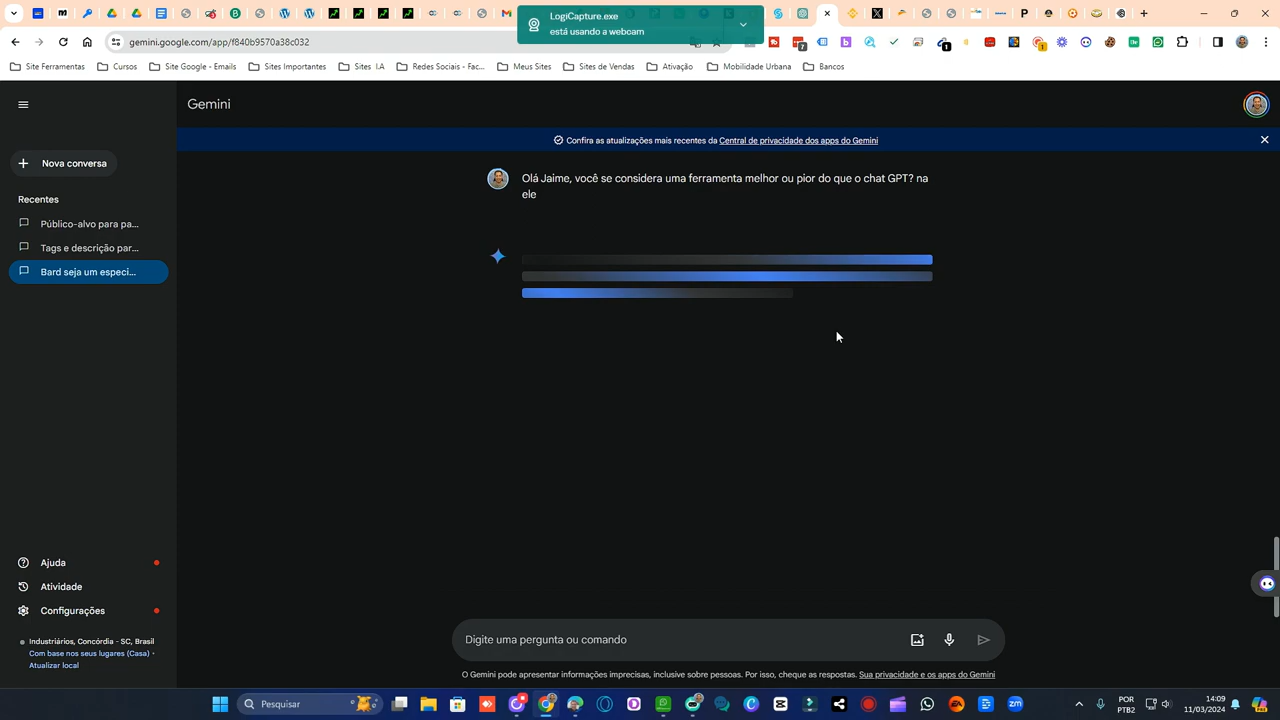 LogiCapture.exe
está usando a webcam
gemini.google.com/app/f840b9570a38c032
Site Ferramentas
Cursos
Site Google - Emails
Sites Importantes
Sites I.A
Redes Sociais - Fac...
Meus Sites
Sites de Vendas
Ativação
Mobilidade Urbana
Bancos
Gemini
Confira as atualizações mais recentes da Central de privacidade dos apps do Gemini
Nova conversa
Recentes
Público-alvo para pa...
Tags e descrição par...
Bard seja um especi...
Olá Jaime, você se considera uma ferramenta melhor ou pior do que o chat GPT? na
ele
Ajuda
Atividade
Configurações
Industriários, Concórdia - SC, Brasil
Com base nos seus lugares (Casa) •
Atualizar local
Digite uma pergunta ou comando
O Gemini pode apresentar informações imprecisas, inclusive sobre pessoas. Por isso, cheque as respostas. Sua privacidade e os apps do Gemini
Pesquisar
POR
PTB2
14:09
11/03/2024